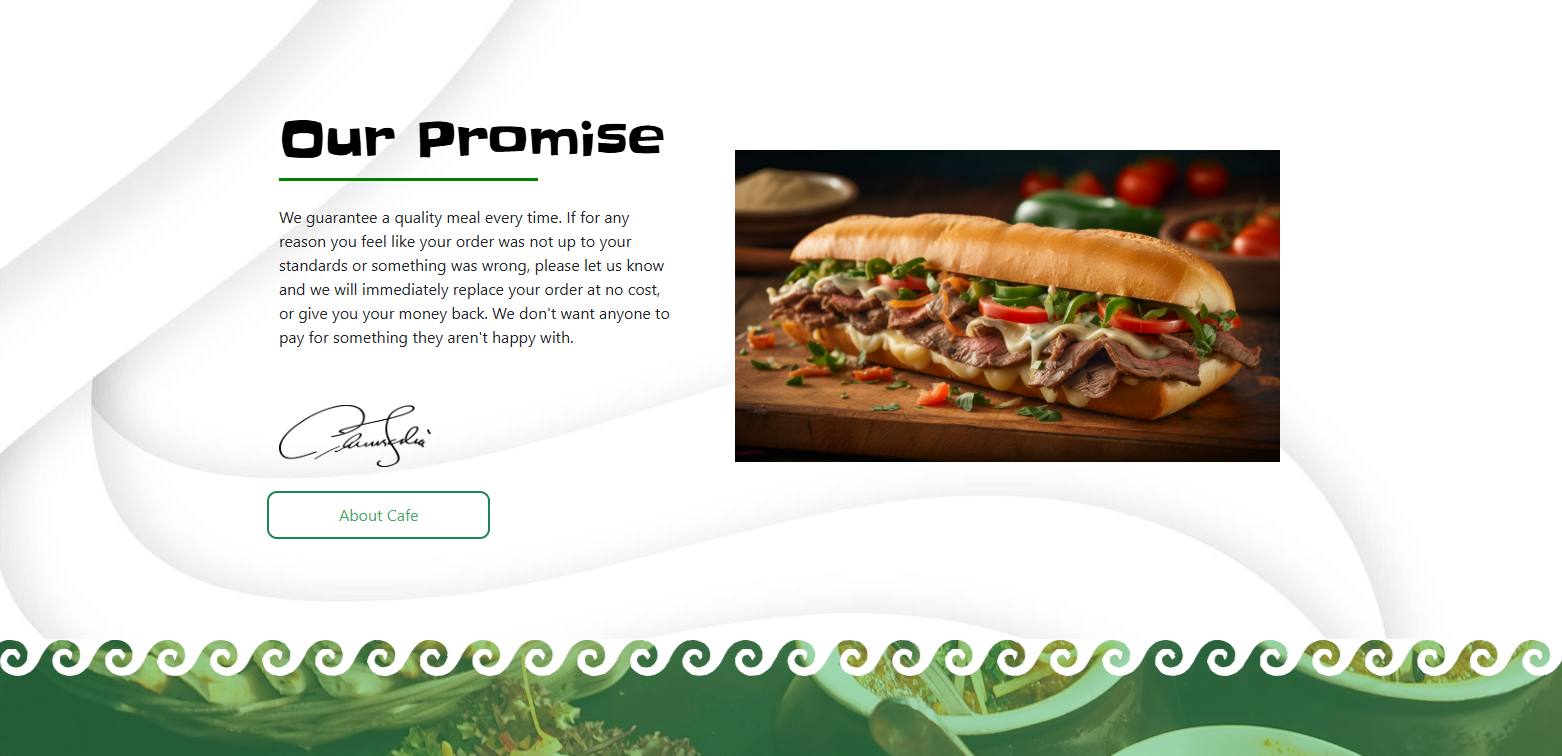 Our Promise
We guarantee a quality meal every time. If for any
reason you feel like your order was not up to your
standards or something was wrong, please let us know
and we will immediately replace your order at no cost,
or give you your money back. We don't want anyone to
pay for something they aren't happy with.
About Cafe